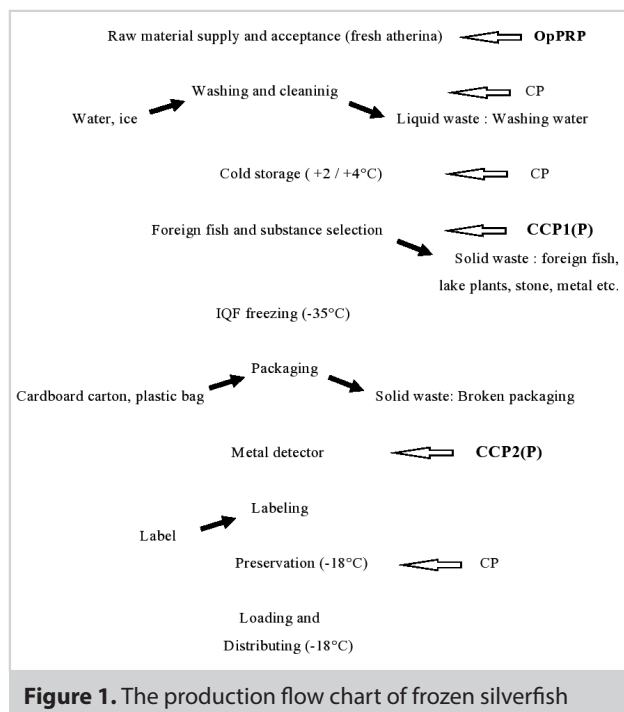 Raw material supply and acceptance (fresh atherina) OpPRP
Washing and cleaninig CP
Water, ice Liquid waste : Washing water
Cold storage ( +2 / +4°C) CP
Foreign fish and substance selection CCP1(P)
Solid waste : foreign fish,
lake plants, stone, metal etc.
IQF freezing (-35°C)
Packaging
Cardboard carton, plastic bag Solid waste: Broken packaging
Metal detector CCP2(P)
Labeling
Label
Preservation (-18°C) CP
Loading and
Distributing (-18°C)
Figure 1. The production flow chart of frozen silverfish